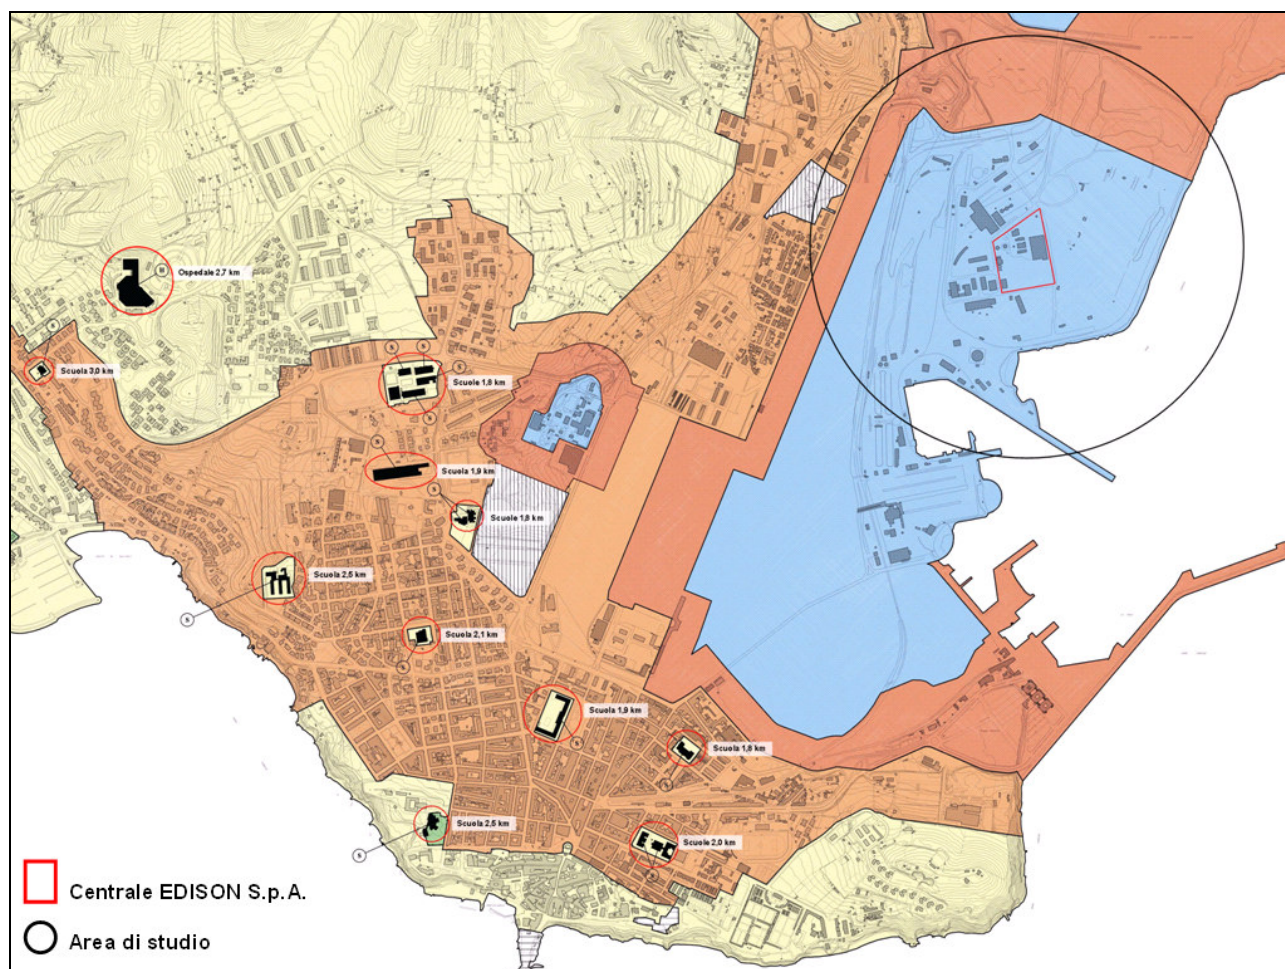 H
Ospedale 2,7 km
S
Scuola 3,0 km
S
S
S
Scuole 1,8 km
S
S
Scuola 1,9 km
S
Scuole 1,8 km
Scuola 2,5 km
S
Scuola 2,1 km
S
Scuola 1,9 km
S
Scuola 1,8 km
S
Scuola 2,5 km
S
Scuole 2,0 km
S
Centrale EDISON S.p.A.
Area di studio